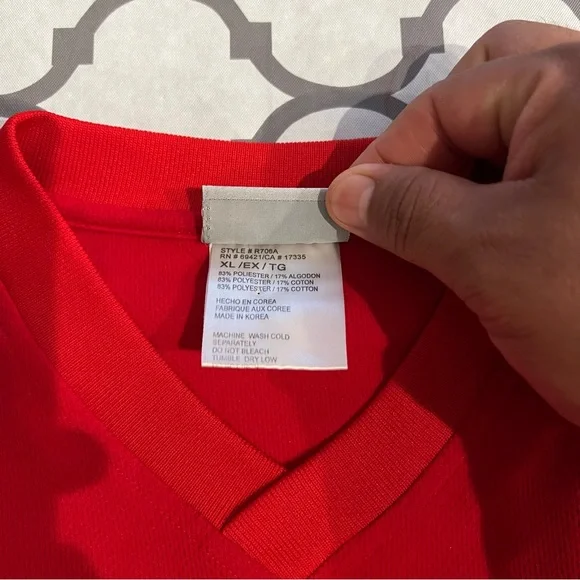 STYLE # R705A
RN # 69421/CA # 17335
XL/EX/TG
83% POLIESTER / 17% ALGODON
83% POLYESTER / 17% COTTON
83% POLYESTER / 17% COTON
HECHO EN COREA
FABRIQUE AUX COREE
MADE IN KOREA
MACHINE WASH COLD
SEPARATELY
DO NOT BLEACH
TUMBLE DRY LOW